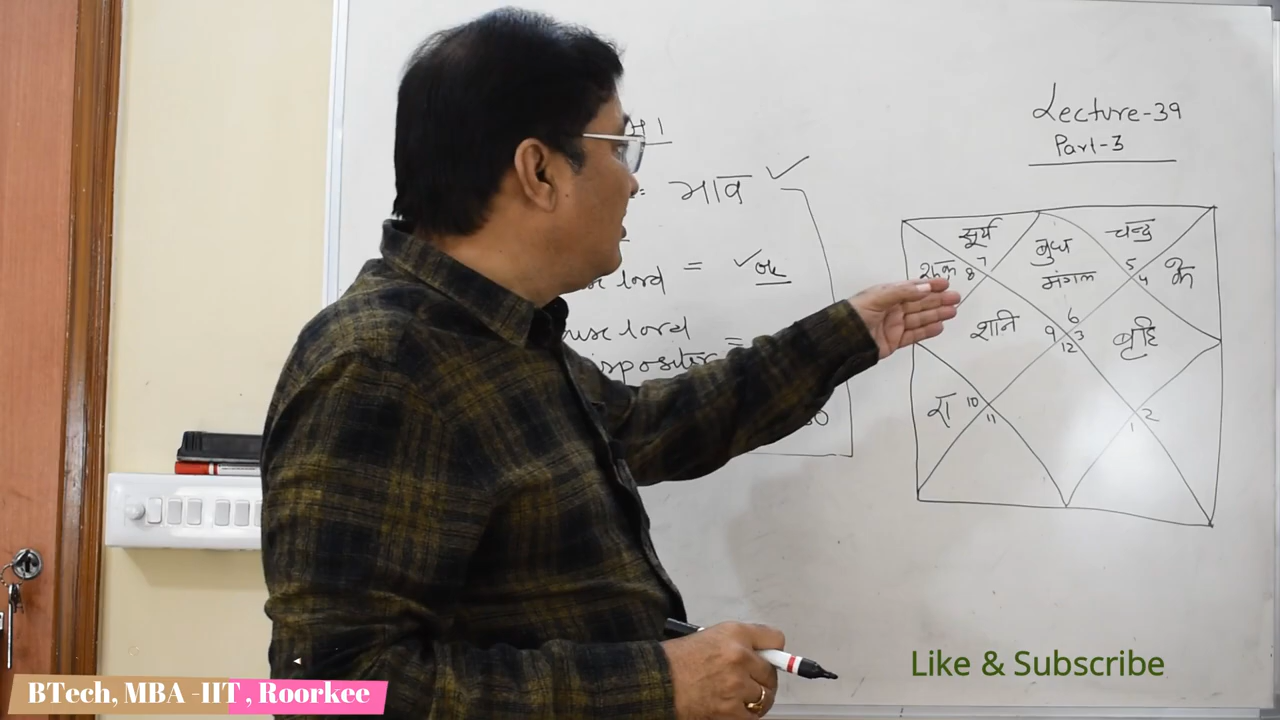 Lecture-39
Part-3
= भाव ✓
lord = ✓ok
lord =
सूर्य बुध चन्द्र
7 5
8 मंगल 4 के
शनि 9 6 3 12
रा 10 11
2 1
Like & Subscribe
BTech, MBA -IIT , Roorkee